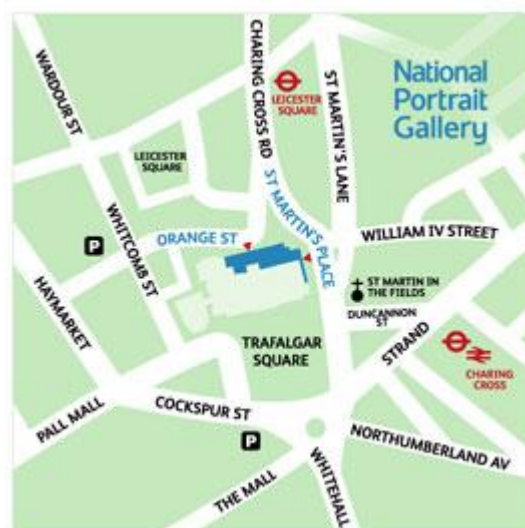 WARDOUR ST
CHARING CROSS RD
ST MARTIN'S LANE
National
Portrait
Gallery
LEICESTER
SQUARE
LEICESTER
SQUARE
ST MARTIN'S PLACE
ORANGE ST
WILLIAM IV STREET
P
WHITCOMB ST
HAYMARKET
ST MARTIN IN
THE FIELDS
DUNCANNON
ST
STRAND
TRAFALGAR
SQUARE
CHARING
CROSS
PALL MALL
COCKSPUR ST
P
NORTHUMBERLAND AV
THE MALL
WHITEHALL